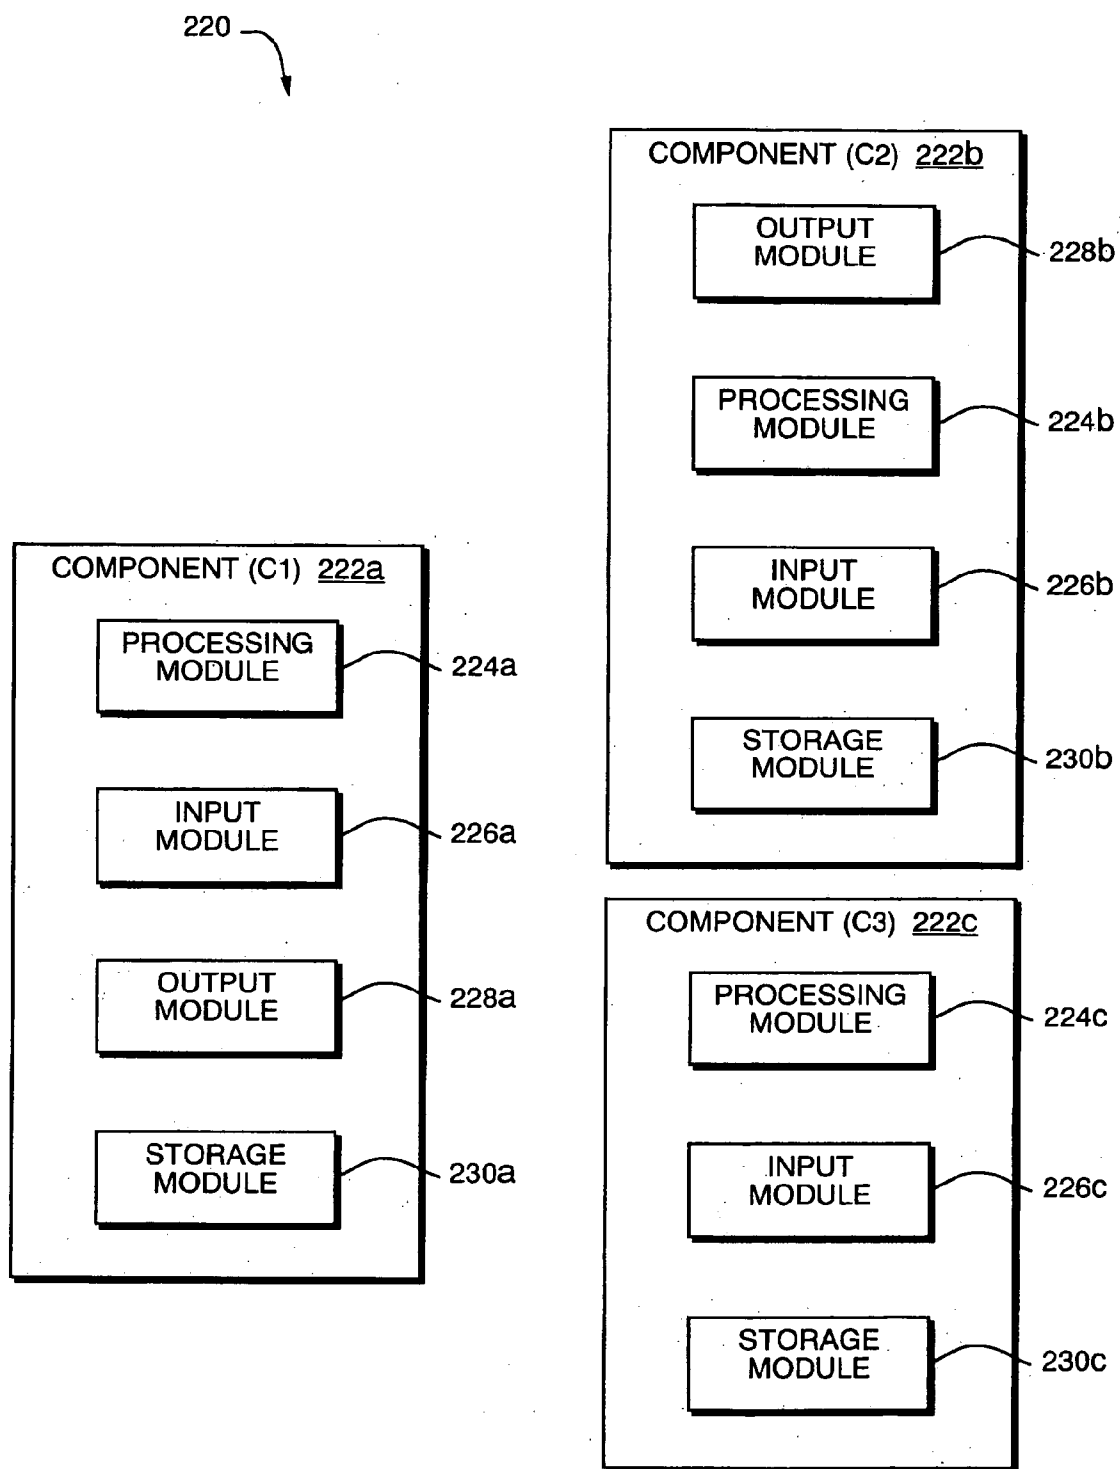 220
COMPONENT (C2) 222b
OUTPUT
MODULE
228b
PROCESSING
MODULE
224b
INPUT
MODULE
226b
STORAGE
MODULE
230b
COMPONENT (C1) 222a
PROCESSING
MODULE
224a
INPUT
MODULE
226a
OUTPUT
MODULE
228a
STORAGE
MODULE
230a
COMPONENT (C3) 222c
PROCESSING
MODULE
224c
INPUT
MODULE
226c
STORAGE
MODULE
230c